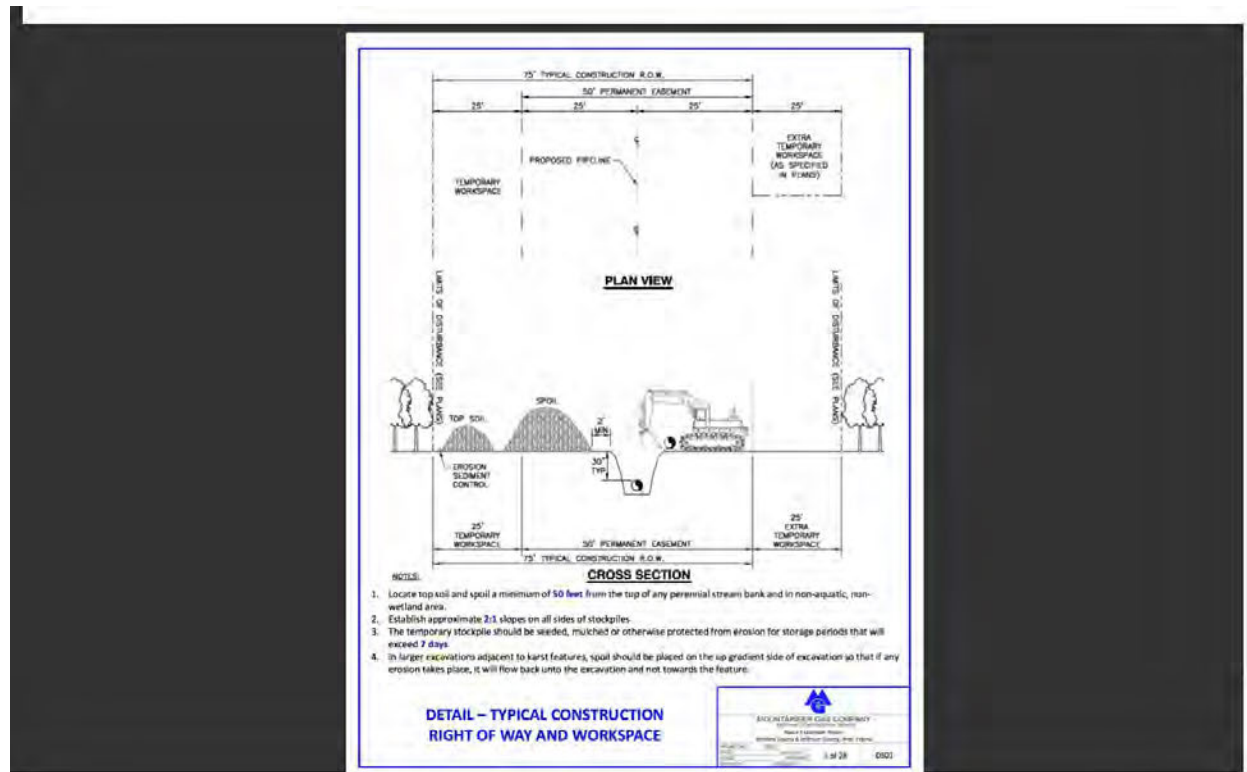 75' TYPICAL CONSTRUCTION R.O.W.
50' PERMANENT EASEMENT
25' 25' 25' 25'
EXTRA
TEMPORARY
WORKSPACE
(AS SPECIFIED
IN PLANS)
PROPOSED PIPELINE
TEMPORARY
WORKSPACE
PLAN VIEW
LIMITS OF DISTURBANCE (SEE PLANS)
LIMITS OF DISTURBANCE (SEE PLANS)
SPOIL
TOP SOIL
2'
MIN
30"
TYP
EROSION
SEDIMENT
CONTROL
25'
TEMPORARY
WORKSPACE
50' PERMANENT EASEMENT
25'
EXTRA
TEMPORARY
WORKSPACE
75' TYPICAL CONSTRUCTION R.O.W.
CROSS SECTION
NOTES:
1. Locate top soil and spoil a minimum of 50 feet from the top of any perennial stream bank and in non-aquatic, non-
wetland area.
2. Establish approximate 2:1 slopes on all sides of stockpiles
3. The temporary stockpile should be seeded, mulched or otherwise protected from erosion for storage periods that will
exceed 7 days
4. In larger excavations adjacent to karst features, spoil should be placed on the up gradient side of excavation so that if any
erosion takes place, it will flow back unto the excavation and not towards the feature.
DETAIL – TYPICAL CONSTRUCTION
RIGHT OF WAY AND WORKSPACE
MOUNTAINEER GAS COMPANY
1 of 28